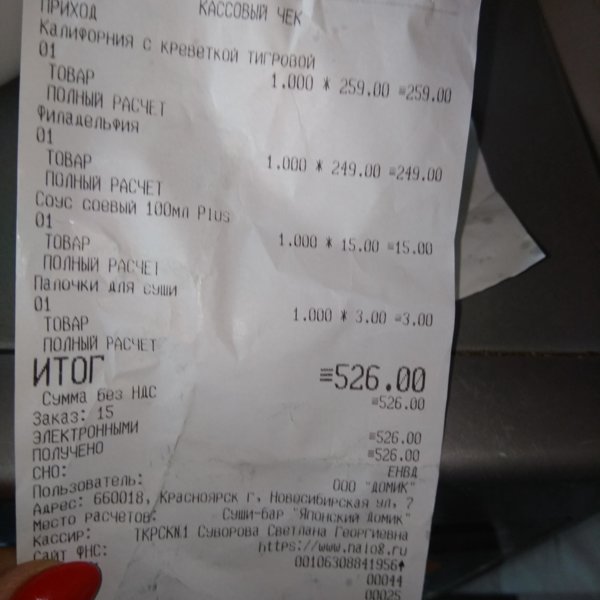 ПРИХОД КАССОВЫЙ ЧЕК
Калифорния с креветкой тигровой
01
ТОВАР 1.000 * 259.00 =259.00
ПОЛНЫЙ РАСЧЕТ
Филадельфия
01
ТОВАР 1.000 * 249.00 =249.00
ПОЛНЫЙ РАСЧЕТ
Соус соевый 100мл Plus
01
ТОВАР 1.000 * 15.00 =15.00
ПОЛНЫЙ РАСЧЕТ
Палочки для суши
01
ТОВАР 1.000 * 3.00 =3.00
ПОЛНЫЙ РАСЧЕТ
ИТОГ =526.00
Сумма без НДС =526.00
Заказ: 15
ЭЛЕКТРОННЫМИ =526.00
ПОЛУЧЕНО =526.00
СНО: ЕНВД
Пользователь: ООО "ДОМИК"
Адрес: 660018, Красноярск г, Новосибирская ул, 7
Место расчетов: Суши-бар "Японский Домик"
Кассир: ТКРСК№1 Суворова Светлана Георгиевна
Сайт ФНС: https://www.nalog.ru
00106308841956↑
00044
00025